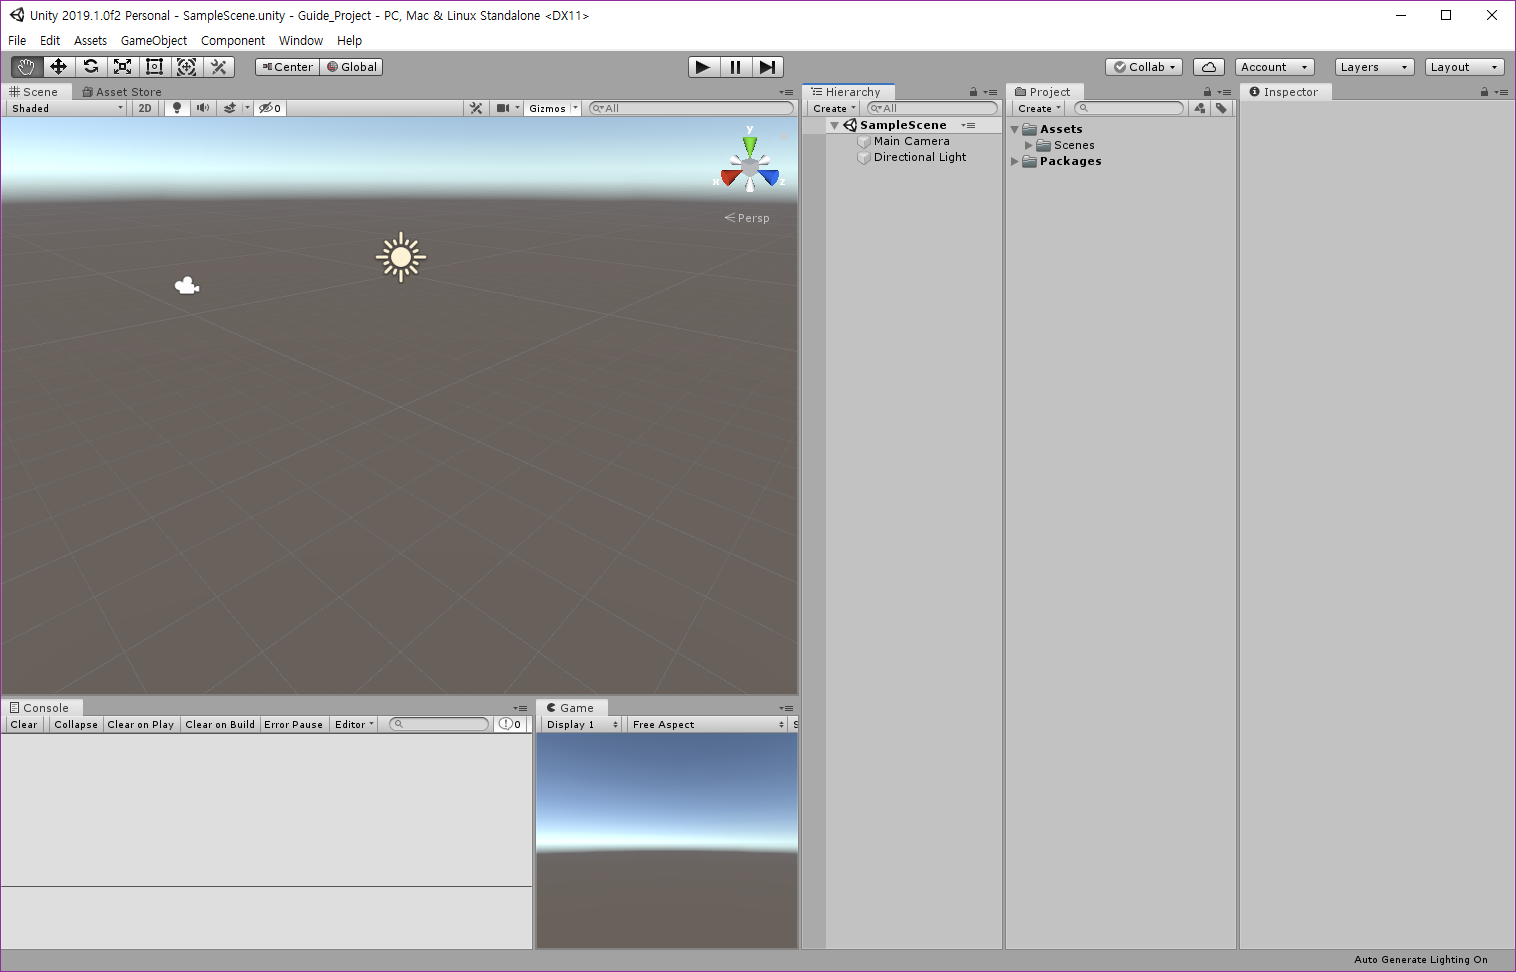 Unity 2019.1.0f2 Personal - SampleScene.unity - Guide_Project - PC, Mac & Linux Standalone <DX11>
File Edit Assets GameObject Component Window Help
Center Global Collab Account Layers Layout
Scene Asset Store
Shaded 2D 0 Gizmos All
y
x z
Persp
Hierarchy
Create All
SampleScene
Main Camera
Directional Light
Project
Create
Assets
Scenes
Packages
Inspector
Console
Clear Collapse Clear on Play Clear on Build Error Pause Editor 0
Game
Display 1 Free Aspect S
Auto Generate Lighting On